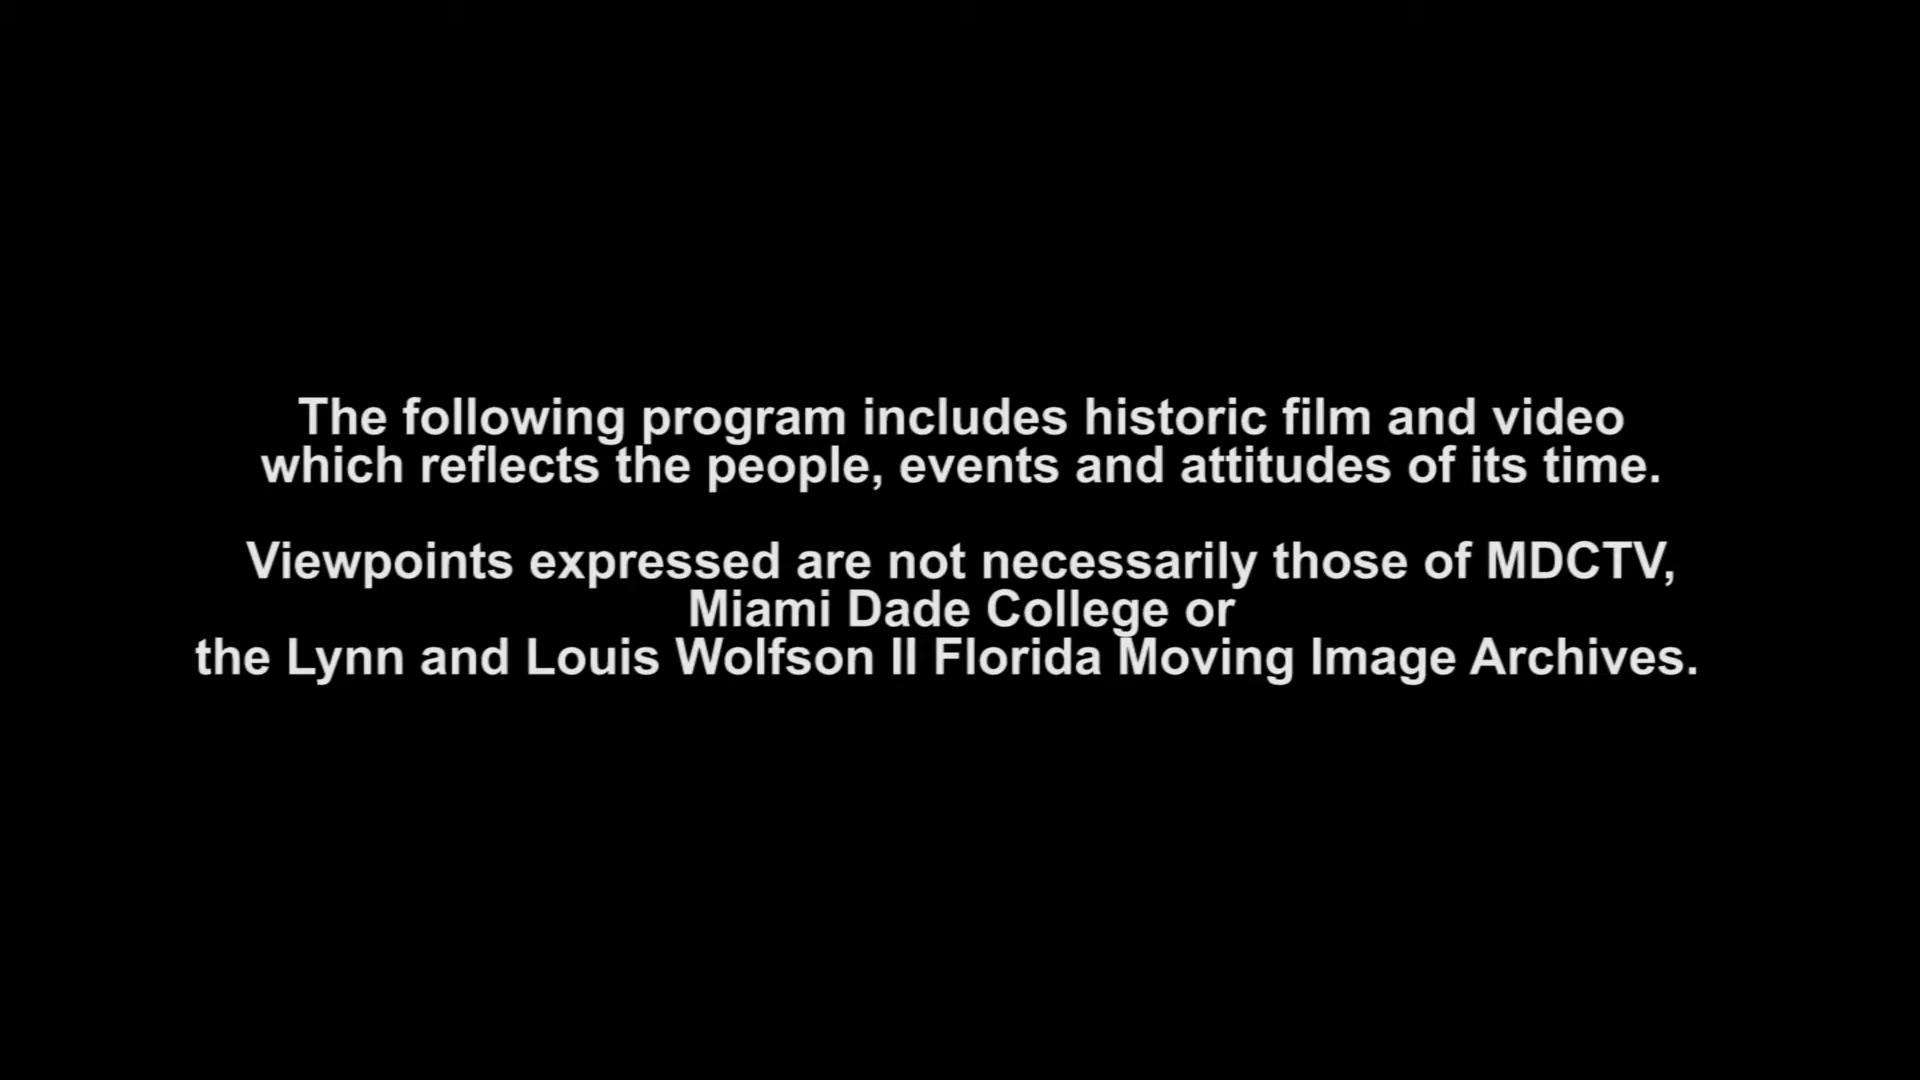 The following program includes historic film and video
which reflects the people, events and attitudes of its time.
Viewpoints expressed are not necessarily those of MDCTV,
Miami Dade College or
the Lynn and Louis Wolfson II Florida Moving Image Archives.